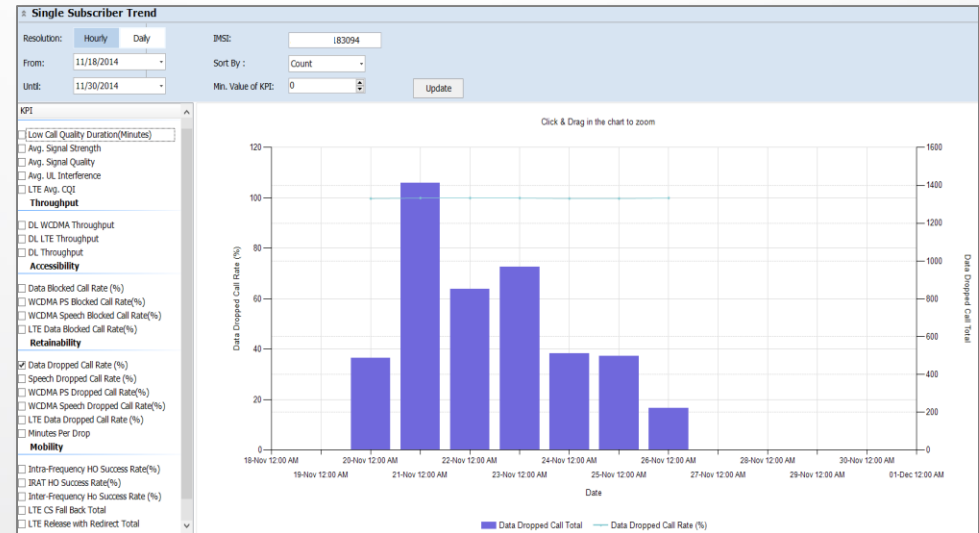 Single Subscriber Trend
Resolution: Hourly Daily IMSI: 183094
From: 11/18/2014 Sort By : Count
Until: 11/30/2014 Min. Value of KPI: 0 Update
KPI
Low Call Quality Duration(Minutes)
Avg. Signal Strength
Avg. Signal Quality
Avg. UL Interference
LTE Avg. CQI
Throughput
DL WCDMA Throughput
DL LTE Throughput
DL Throughput
Accessibility
Data Blocked Call Rate (%)
WCDMA PS Blocked Call Rate(%)
WCDMA Speech Blocked Call Rate(%)
LTE Data Blocked Call Rate(%)
Retainability
Data Dropped Call Rate (%)
Speech Dropped Call Rate (%)
WCDMA PS Dropped Call Rate(%)
WCDMA Speech Dropped Call Rate(%)
LTE Data Dropped Call Rate (%)
Minutes Per Drop
Mobility
Intra-Frequency HO Success Rate(%)
IRAT HO Success Rate(%)
Inter-Frequency Ho Success Rate (%)
LTE CS Fall Back Total
LTE Release with Redirect Total
Click & Drag in the chart to zoom
Data Dropped Call Rate (%)
120
100
80
60
40
20
0
1600
1400
1200
1000
800
600
400
200
0
Data Dropped Call Total
18-Nov 12:00 AM 20-Nov 12:00 AM 22-Nov 12:00 AM 24-Nov 12:00 AM 26-Nov 12:00 AM 28-Nov 12:00 AM 30-Nov 12:00 AM
19-Nov 12:00 AM 21-Nov 12:00 AM 23-Nov 12:00 AM 25-Nov 12:00 AM 27-Nov 12:00 AM 29-Nov 12:00 AM 01-Dec 12:00 AM
Date
Data Dropped Call Total Data Dropped Call Rate (%)